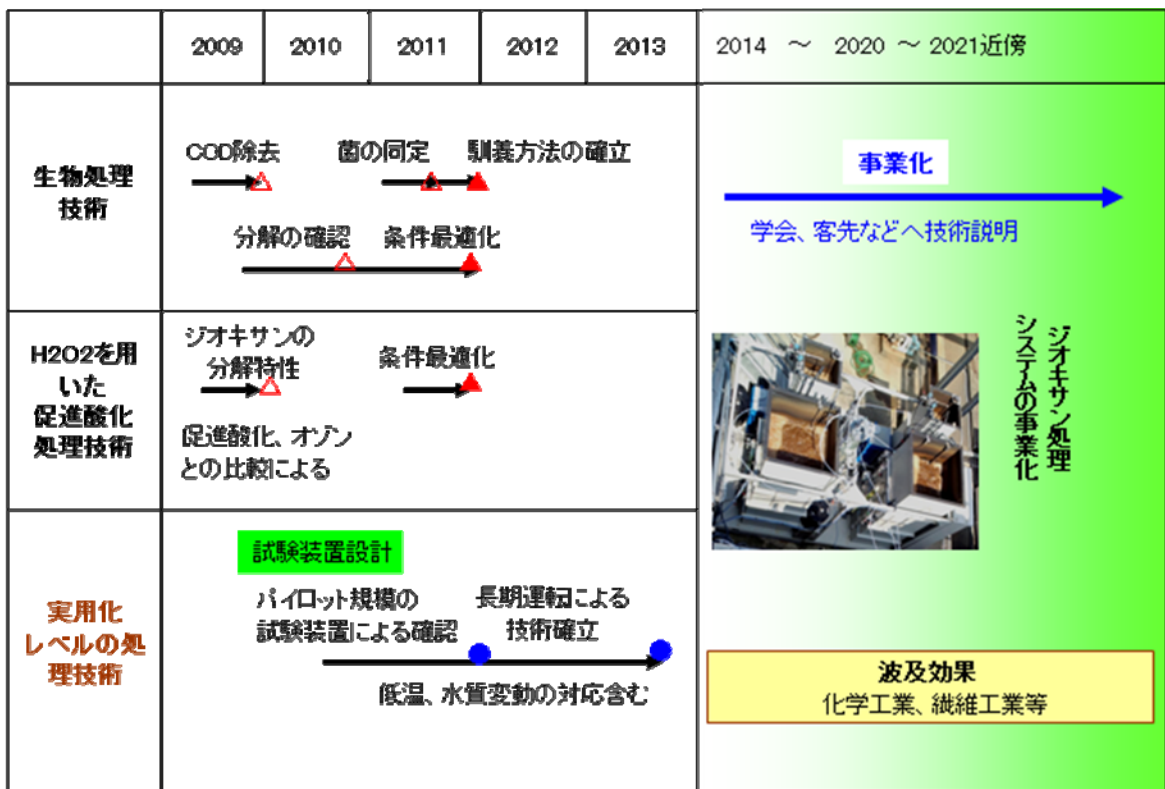 2009 2010 2011 2012 2013 2014 ～ 2020 ～ 2021近傍
生物処理
技術
COD除去 菌の同定 馴養方法の確立
分解の確認 条件最適化
事業化
学会、客先などへ技術説明
H2O2を用
いた
促進酸化
処理技術
ジオキサンの
分解特性
条件最適化
促進酸化、オゾン
との比較による
ジオキサン処理
システムの事業化
実用化
レベルの処
理技術
試験装置設計
パイロット規模の
試験装置による確認
長期運転による
技術確立
低温、水質変動の対応含む
波及効果
化学工業、繊維工業等